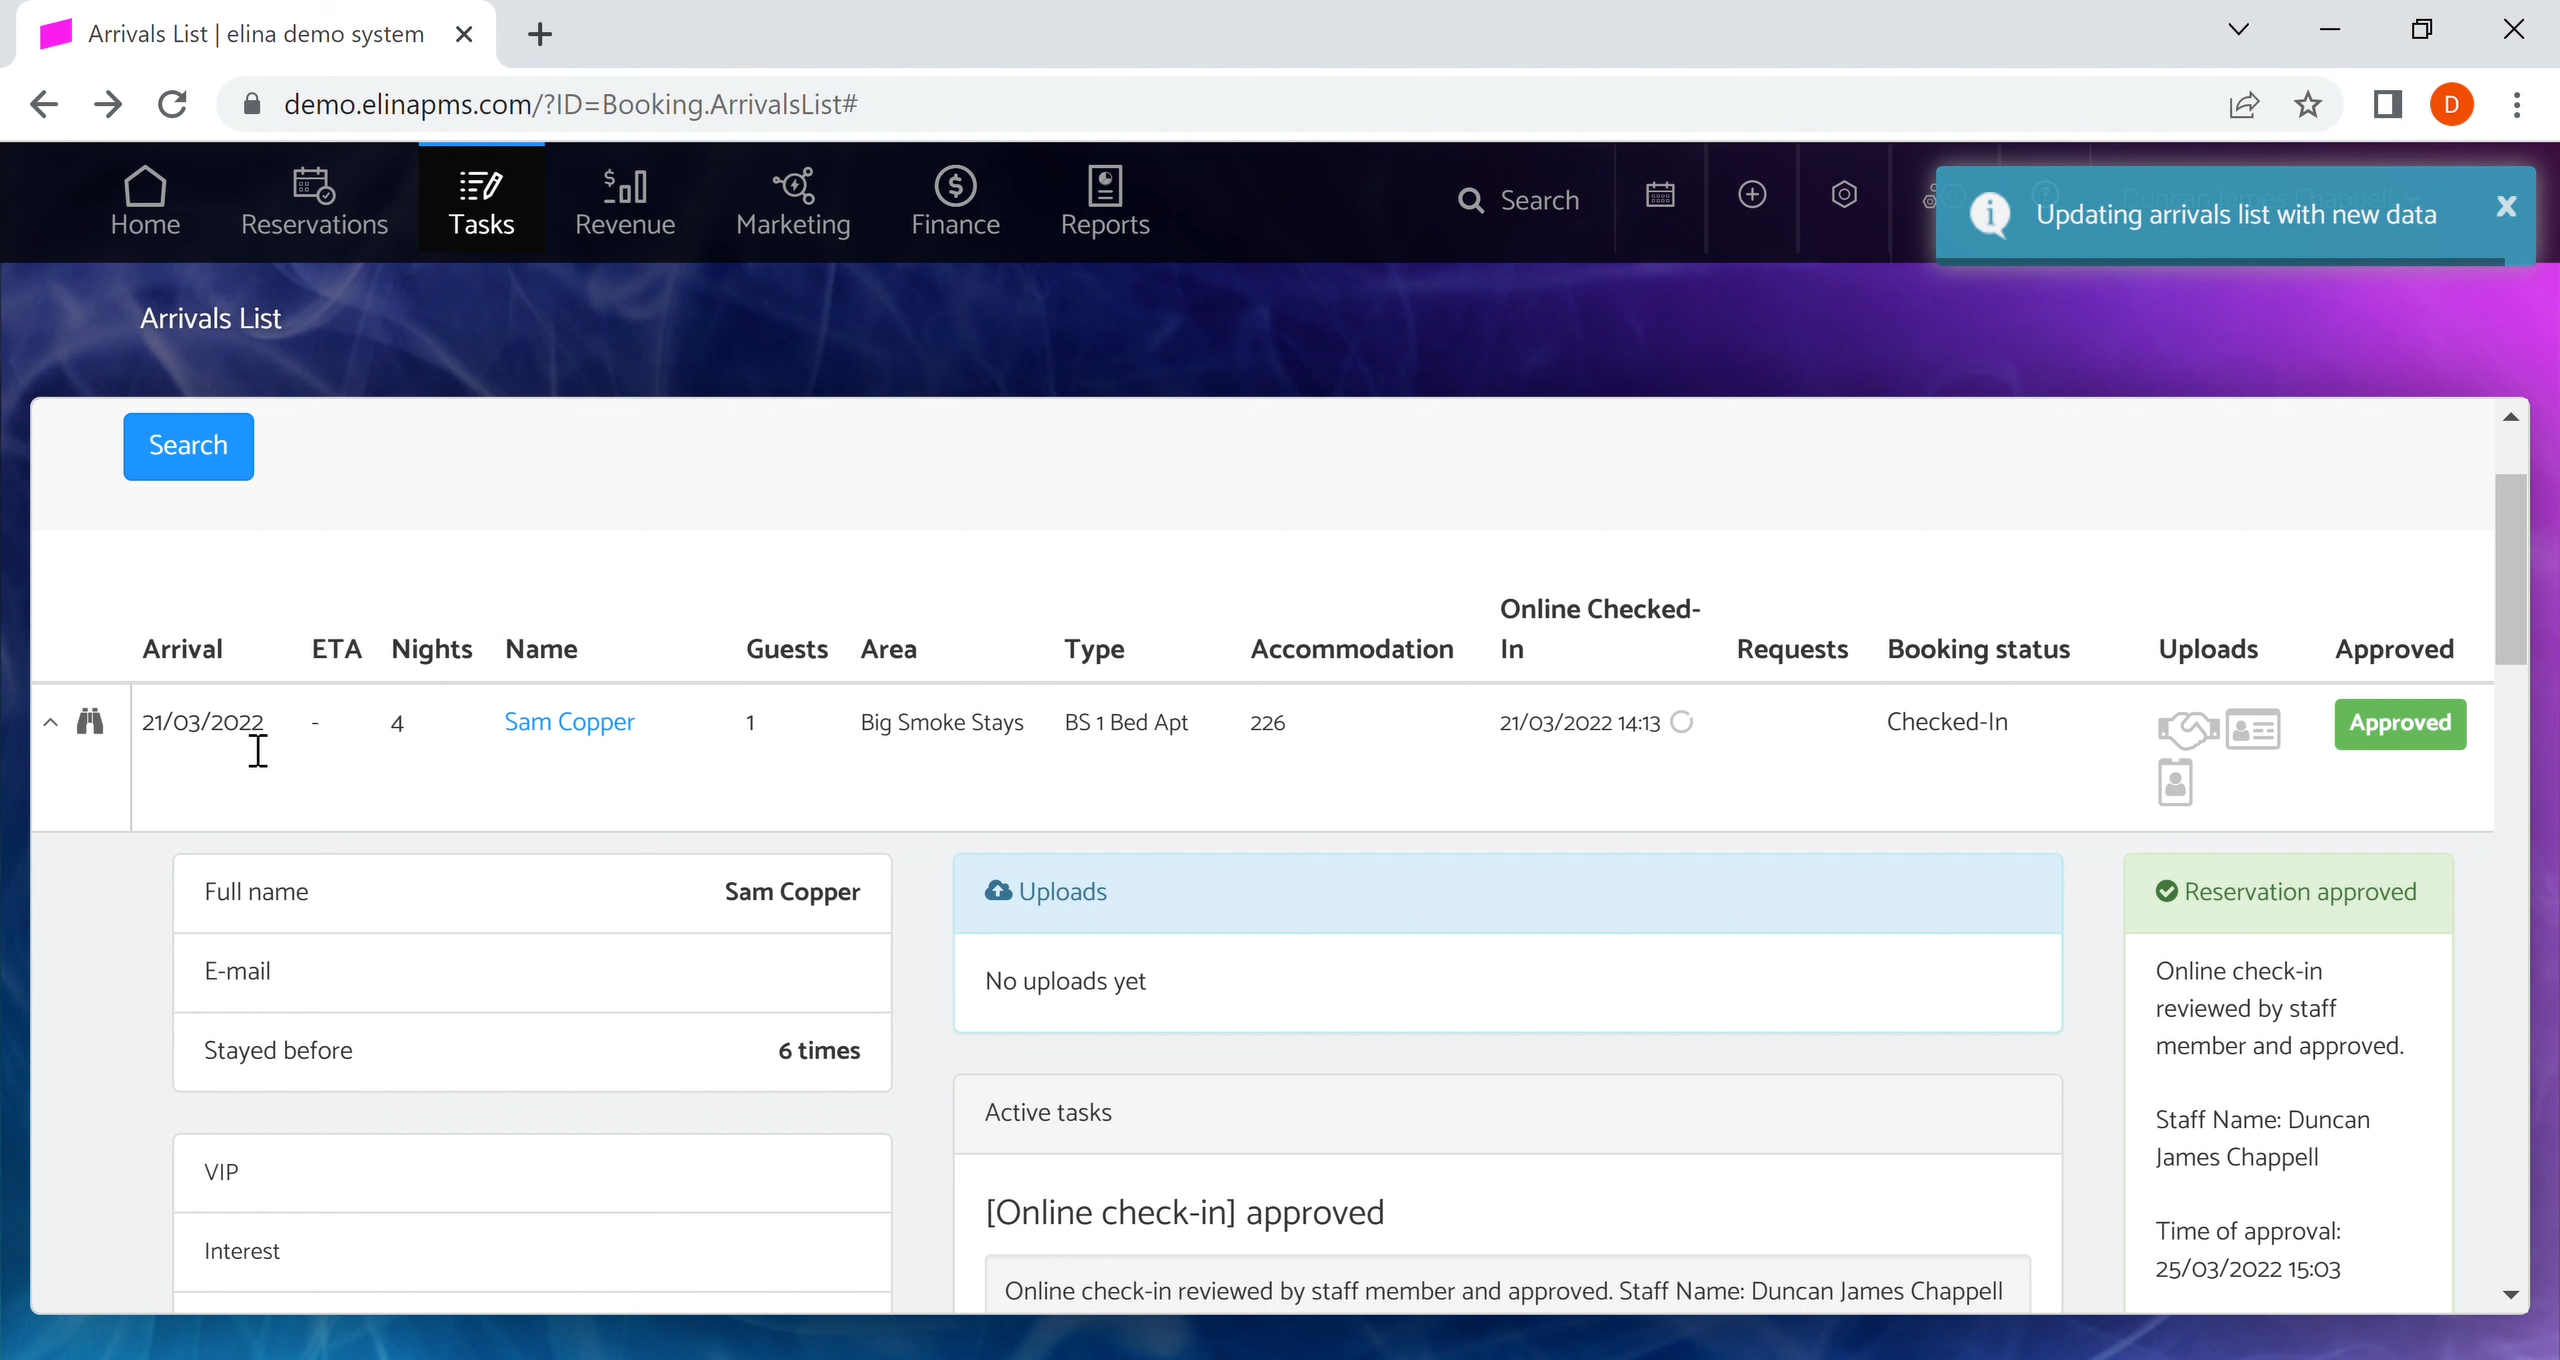 Arrivals List | elina demo system
demo.elinapms.com/?ID=Booking.ArrivalsList#
D
Home
Reservations
Tasks
Revenue
Marketing
Finance
Reports
Search
Updating arrivals list with new data
Arrivals List
Search
Arrival ETA Nights Name Guests Area Type Accommodation Online Checked-In Requests Booking status Uploads Approved
21/03/2022 - 4 Sam Copper 1 Big Smoke Stays BS 1 Bed Apt 226 21/03/2022 14:13 Checked-In Approved
Full name Sam Copper
E-mail
Stayed before 6 times
VIP
Interest
Uploads
No uploads yet
Active tasks
[Online check-in] approved
Online check-in reviewed by staff member and approved. Staff Name: Duncan James Chappell
Reservation approved
Online check-in
reviewed by staff
member and approved.
Staff Name: Duncan
James Chappell
Time of approval:
25/03/2022 15:03